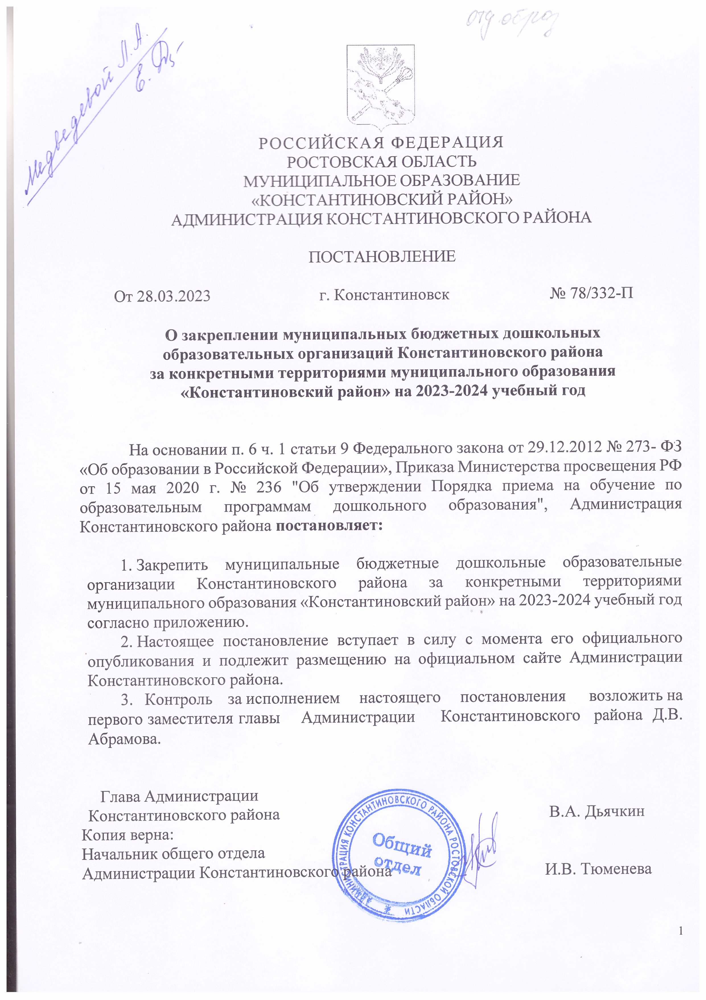 отд образ
Медведевой Л.А.
РОССИЙСКАЯ ФЕДЕРАЦИЯ
РОСТОВСКАЯ ОБЛАСТЬ
МУНИЦИПАЛЬНОЕ ОБРАЗОВАНИЕ
«КОНСТАНТИНОВСКИЙ РАЙОН»
АДМИНИСТРАЦИЯ КОНСТАНТИНОВСКОГО РАЙОНА
ПОСТАНОВЛЕНИЕ
От 28.03.2023 г. Константиновск № 78/332-П
О закреплении муниципальных бюджетных дошкольных
образовательных организаций Константиновского района
за конкретными территориями муниципального образования
«Константиновский район» на 2023-2024 учебный год
На основании п. 6 ч. 1 статьи 9 Федерального закона от 29.12.2012 № 273- ФЗ
«Об образовании в Российской Федерации», Приказа Министерства просвещения РФ
от 15 мая 2020 г. № 236 "Об утверждении Порядка приема на обучение по
образовательным программам дошкольного образования", Администрация
Константиновского района постановляет:
1. Закрепить муниципальные бюджетные дошкольные образовательные
организации Константиновского района за конкретными территориями
муниципального образования «Константиновский район» на 2023-2024 учебный год
согласно приложению.
2. Настоящее постановление вступает в силу с момента его официального
опубликования и подлежит размещению на официальном сайте Администрации
Константиновского района.
3. Контроль за исполнением настоящего постановления возложить на
первого заместителя главы Администрации Константиновского района Д.В.
Абрамова.
Глава Администрации
Константиновского района В.А. Дьячкин
Копия верна:
Начальник общего отдела
Администрации Константиновского района И.В. Тюменева
АДМИНИСТРАЦИЯ КОНСТАНТИНОВСКОГО РАЙОНА РОСТОВСКОЙ ОБЛАСТИ
Общий
отдел
1